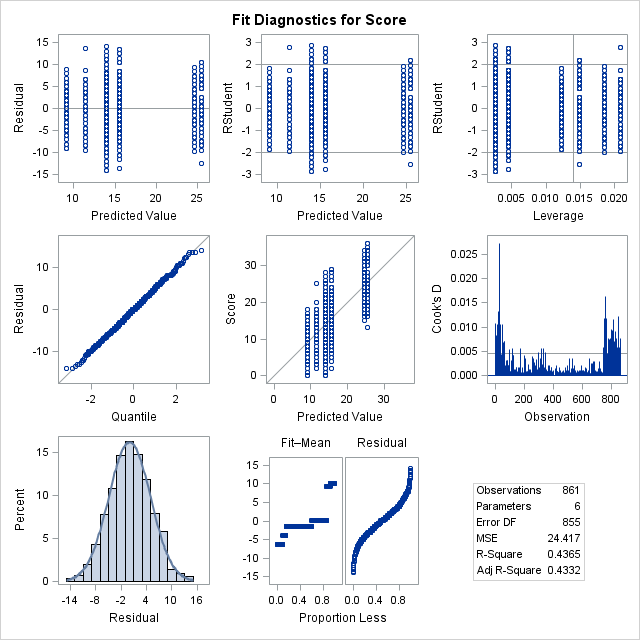 Fit Diagnostics for Score
Residual
15
10
5
0
-5
-10
-15
10 15 20 25
Predicted Value
RStudent
3
2
1
0
-1
-2
-3
10 15 20 25
Predicted Value
RStudent
3
2
1
0
-1
-2
-3
0.005 0.010 0.015 0.020
Leverage
Residual
10
0
-10
-2 0 2
Quantile
Score
30
20
10
0
0 10 20 30
Predicted Value
Cook's D
0.025
0.020
0.015
0.010
0.005
0.000
0 200 400 600 800
Observation
Percent
15
10
5
0
-14 -8 -2 4 10 16
Residual
Fit–Mean Residual
15
10
5
0
-5
-10
-15
0.0 0.4 0.8 0.0 0.4 0.8
Proportion Less
Observations 861
Parameters 6
Error DF 855
MSE 24.417
R-Square 0.4365
Adj R-Square 0.4332